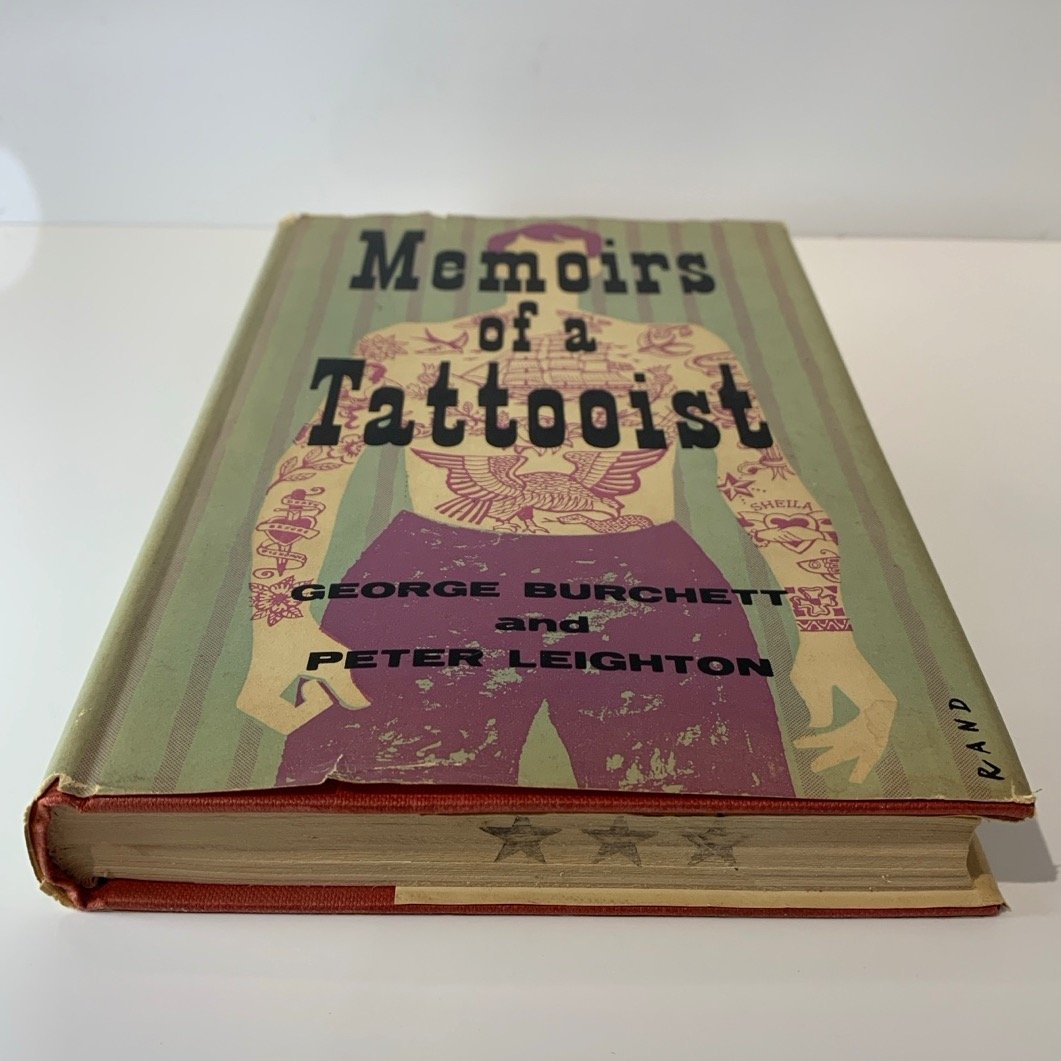 Memoirs
of a
Tattooist
SHEILA
GEORGE BURCHETT
and
PETER LEIGHTON
RAND